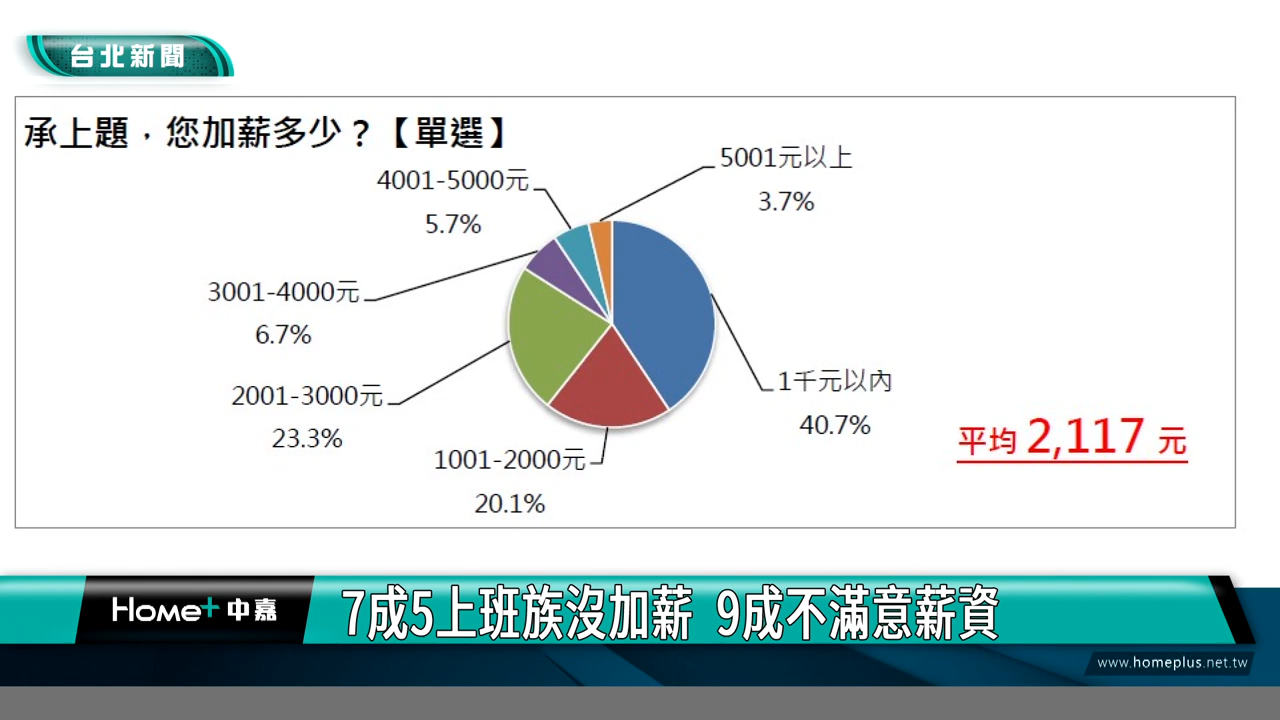 台北新聞
承上題，您加薪多少？【單選】
5001元以上
3.7%
4001-5000元
5.7%
3001-4000元
6.7%
2001-3000元
23.3%
1千元以內
40.7%
1001-2000元
20.1%
平均 2,117 元
Home+中嘉
7成5上班族沒加薪 9成不滿意薪資
www.homeplus.net.tw